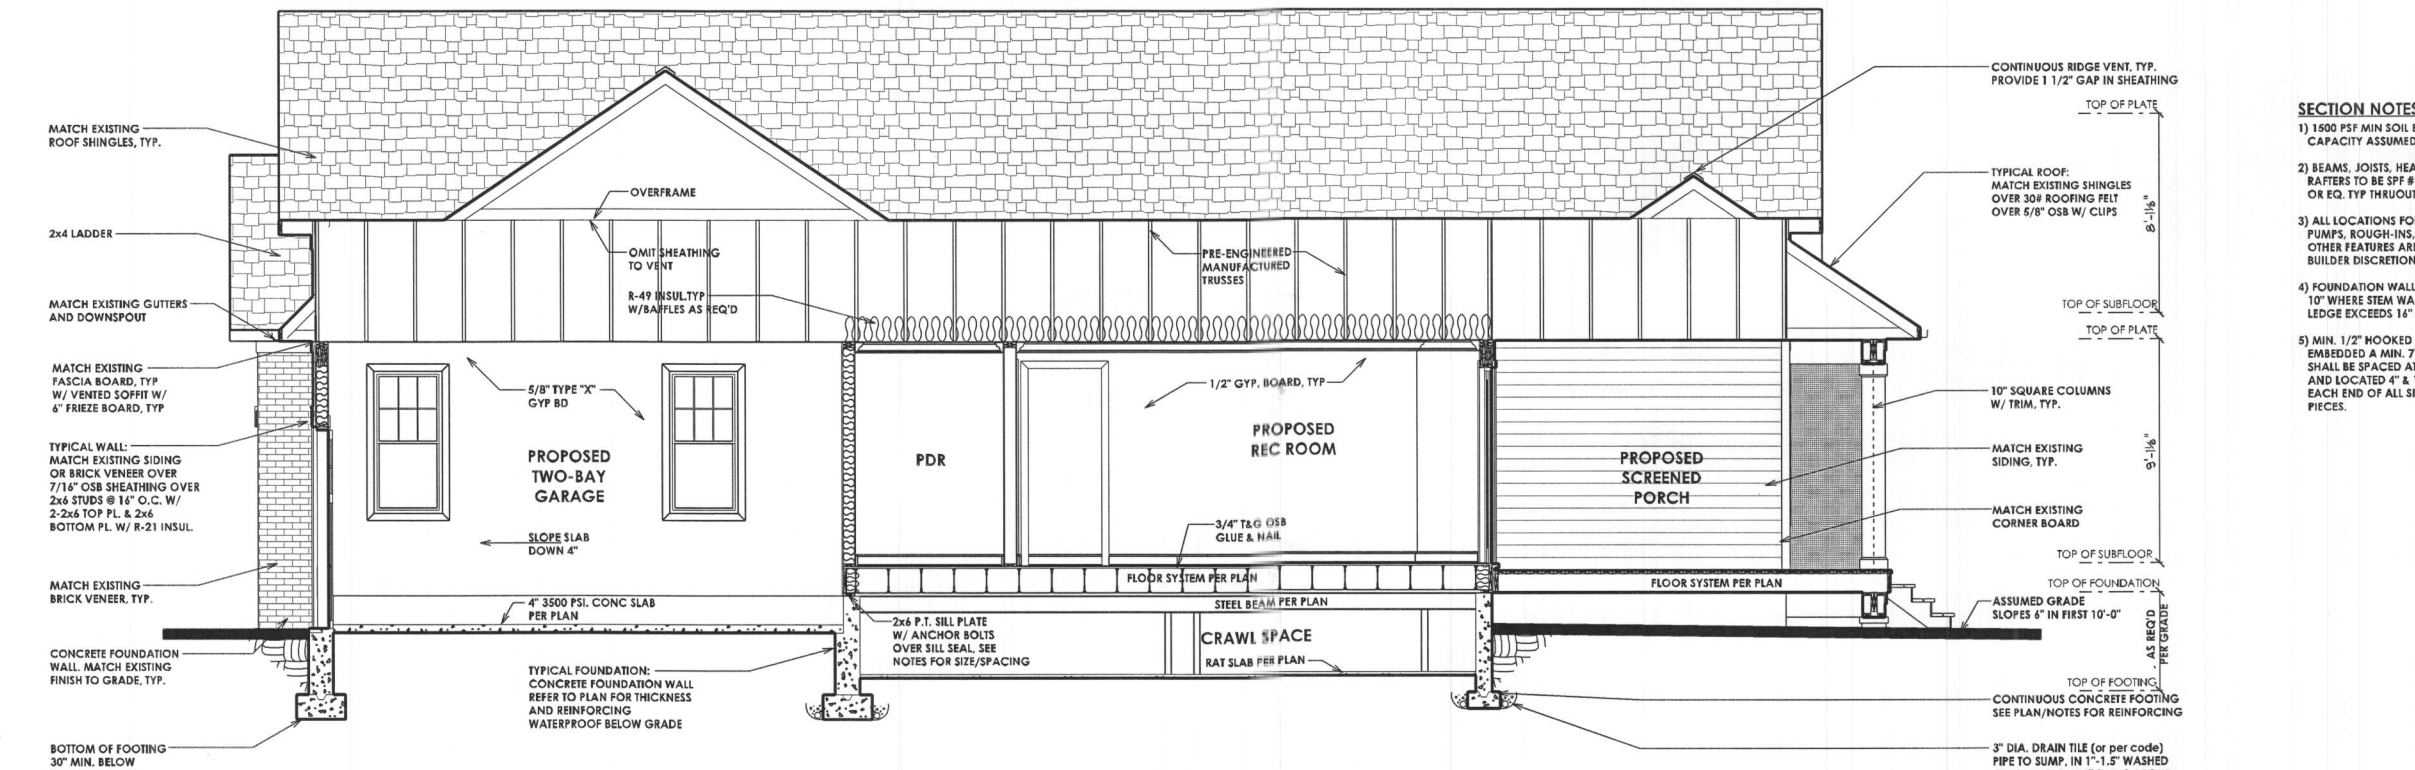 MATCH EXISTING
ROOF SHINGLES, TYP.
2x4 LADDER
MATCH EXISTING GUTTERS
AND DOWNSPOUT
MATCH EXISTING
FASCIA BOARD, TYP
W/ VENTED SOFFIT W/
6" FRIEZE BOARD, TYP
TYPICAL WALL:
MATCH EXISTING SIDING
OR BRICK VENEER OVER
7/16" OSB SHEATHING OVER
2x6 STUDS @ 16" O.C. W/
2-2x6 TOP PL. & 2x6
BOTTOM PL. W/ R-21 INSUL.
MATCH EXISTING
BRICK VENEER, TYP.
CONCRETE FOUNDATION
WALL. MATCH EXISTING
FINISH TO GRADE, TYP.
BOTTOM OF FOOTING
30" MIN. BELOW
OVERFRAME
OMIT SHEATHING
TO VENT
R-49 INSUL.TYP
W/BAFFLES AS REQ'D
5/8" TYPE "X"
GYP BD
PROPOSED
TWO-BAY
GARAGE
SLOPE SLAB
DOWN 4"
4" 3500 PSI. CONC SLAB
PER PLAN
TYPICAL FOUNDATION:
CONCRETE FOUNDATION WALL
REFER TO PLAN FOR THICKNESS
AND REINFORCING
WATERPROOF BELOW GRADE
PDR
2x6 P.T. SILL PLATE
W/ ANCHOR BOLTS
OVER SILL SEAL, SEE
NOTES FOR SIZE/SPACING
PRE-ENGINEERED
MANUFACTURED
TRUSSES
1/2" GYP. BOARD, TYP
PROPOSED
REC ROOM
3/4" T&G OSB
GLUE & NAIL
FLOOR SYSTEM PER PLAN
STEEL BEAM PER PLAN
CRAWL SPACE
RAT SLAB PER PLAN
PROPOSED
SCREENED
PORCH
FLOOR SYSTEM PER PLAN
CONTINUOUS RIDGE VENT, TYP.
PROVIDE 1 1/2" GAP IN SHEATHING
TOP OF PLATE
TYPICAL ROOF:
MATCH EXISTING SHINGLES
OVER 30# ROOFING FELT
OVER 5/8" OSB W/ CLIPS
8'-1 1/8"
TOP OF SUBFLOOR
TOP OF PLATE
10" SQUARE COLUMNS
W/ TRIM, TYP.
9'-1 1/8"
MATCH EXISTING
SIDING, TYP.
MATCH EXISTING
CORNER BOARD
TOP OF SUBFLOOR
TOP OF FOUNDATION
ASSUMED GRADE
SLOPES 6" IN FIRST 10'-0"
AS REQ'D
PER GRADE
TOP OF FOOTING
CONTINUOUS CONCRETE FOOTING
SEE PLAN/NOTES FOR REINFORCING
3" DIA. DRAIN TILE (or per code)
PIPE TO SUMP, IN 1"-1.5" WASHED
SECTION NOTES
1) 1500 PSF MIN SOIL
CAPACITY ASSUMED
2) BEAMS, JOISTS,
RAFTERS TO BE SPF #
OR EQ. TYP THRUOUT
3) ALL LOCATIONS
PUMPS, ROUGH-INS,
OTHER FEATURES
BUILDER DISCRETION
4) FOUNDATION WALL
10" WHERE STEM
LEDGE EXCEEDS 16"
5) MIN. 1/2" HOOKED
EMBEDDED A MIN. 7
SHALL BE SPACED
AND LOCATED 4" &
EACH END OF ALL
PIECES.